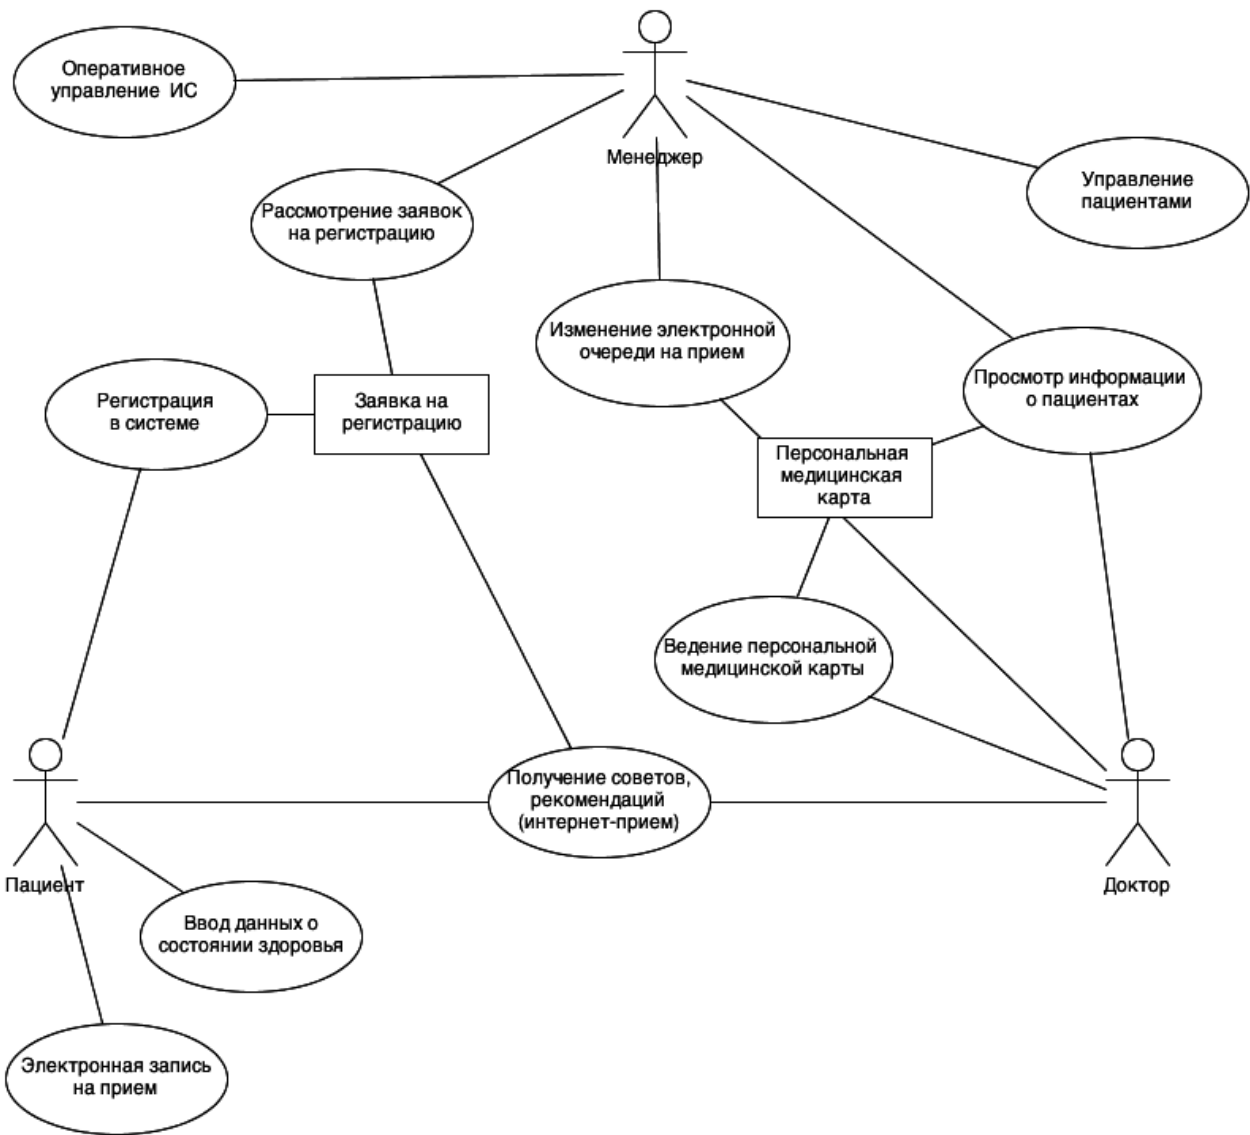 Оперативное
управление ИС
Менеджер
Управление
пациентами
Рассмотрение заявок
на регистрацию
Изменение электронной
очереди на прием
Просмотр информации
о пациентах
Регистрация
в системе
Заявка на
регистрацию
Персональная
медицинская
карта
Ведение персональной
медицинской карты
Получение советов,
рекомендаций
(интернет-прием)
Пациент
Доктор
Ввод данных о
состоянии здоровья
Электронная запись
на прием